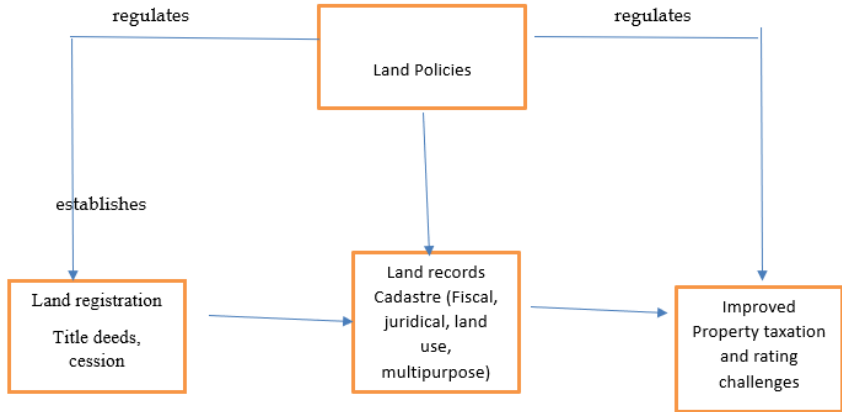 regulates
regulates
Land Policies
establishes
Land registration
Title deeds,
cession
Land records
Cadastre (Fiscal,
juridical, land
use,
multipurpose)
Improved
Property taxation
and rating
challenges